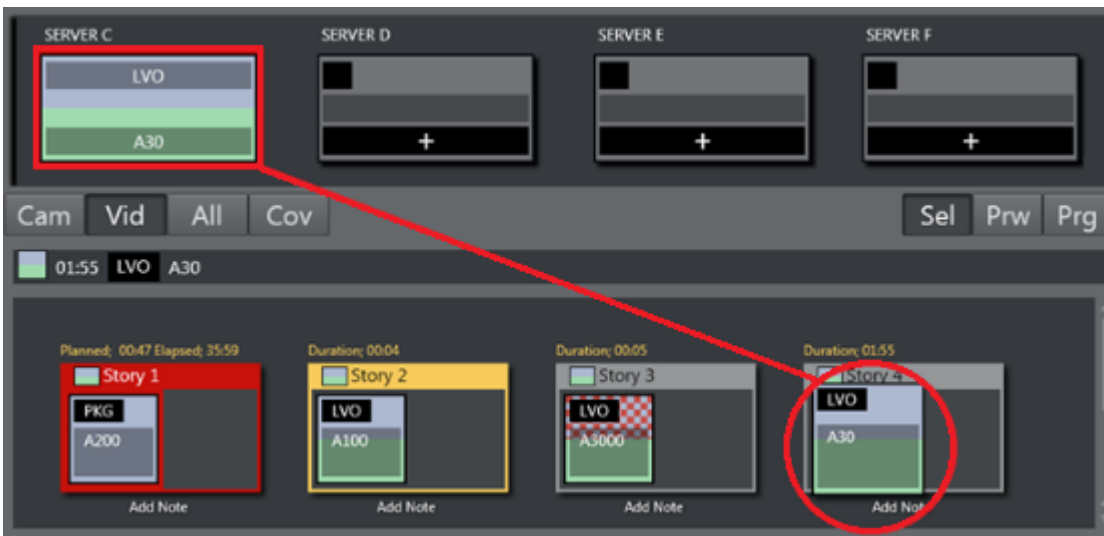 SERVER C SERVER D SERVER E SERVER F
LVO
A30 + + +
Cam Vid All Cov Sel Prw Prg
01:55 LVO A30
Planned; 00:47 Elapsed; 35:59 Duration; 00:04 Duration; 00:05 Duration; 01:55
Story 1 Story 2 Story 3 Story 4
PKG LVO LVO LVO
A200 A100 A3000 A30
Add Note Add Note Add Note Add Note